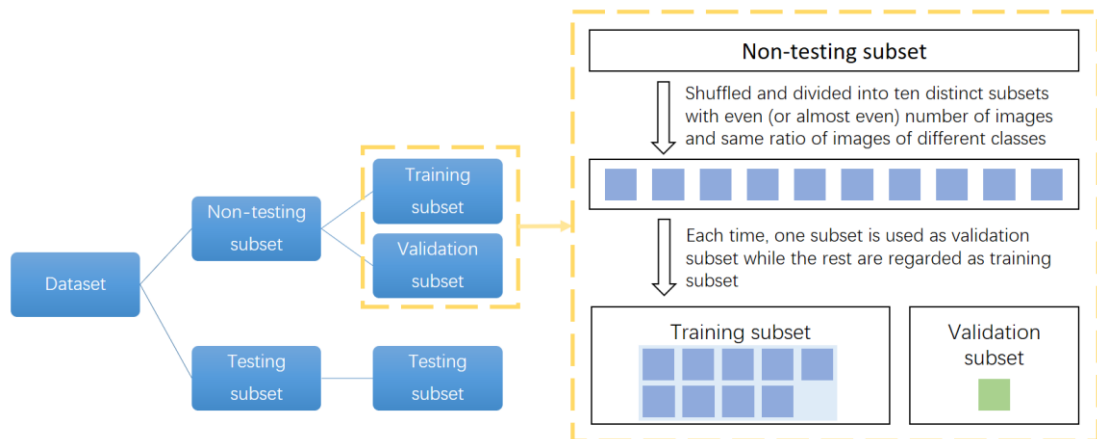 Dataset
Non-testing
subset
Testing
subset
Training
subset
Validation
subset
Testing
subset
Non-testing subset
Shuffled and divided into ten distinct subsets
with even (or almost even) number of images
and same ratio of images of different classes
Each time, one subset is used as validation
subset while the rest are regarded as training
subset
Training subset
Validation
subset